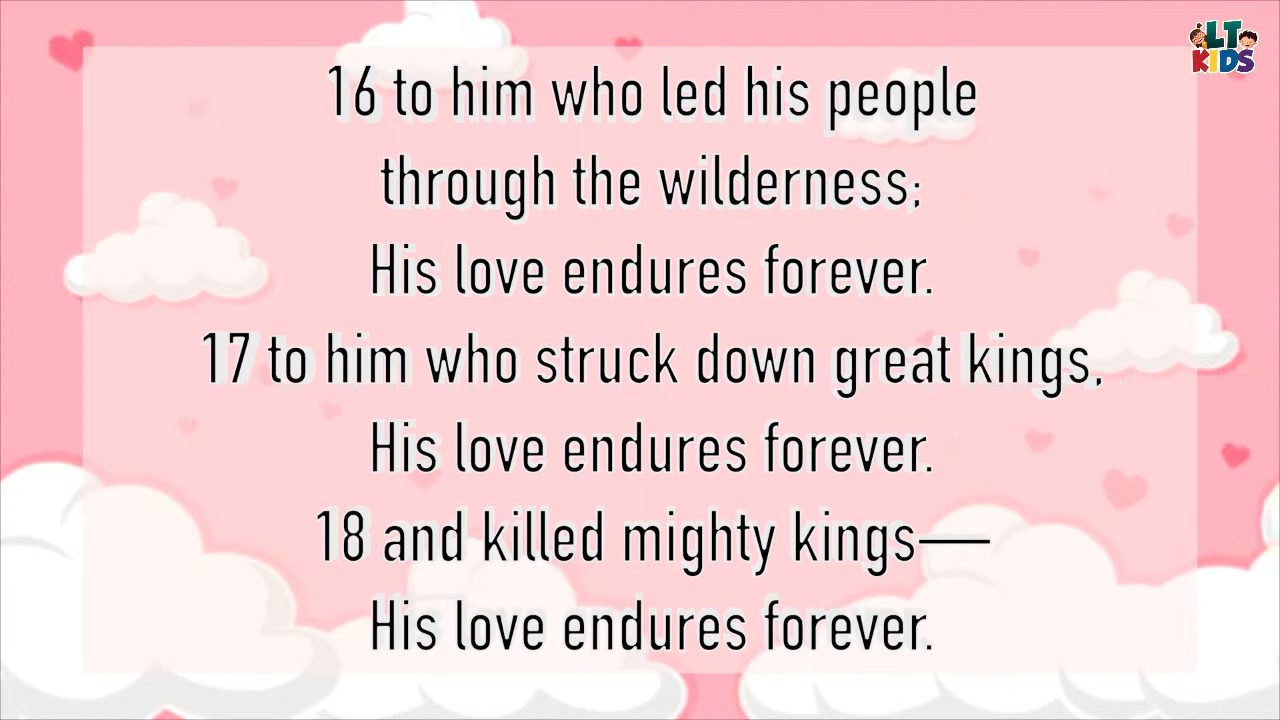 LT
KIDS
16 to him who led his people
through the wilderness;
His love endures forever.
17 to him who struck down great kings,
His love endures forever.
18 and killed mighty kings—
His love endures forever.